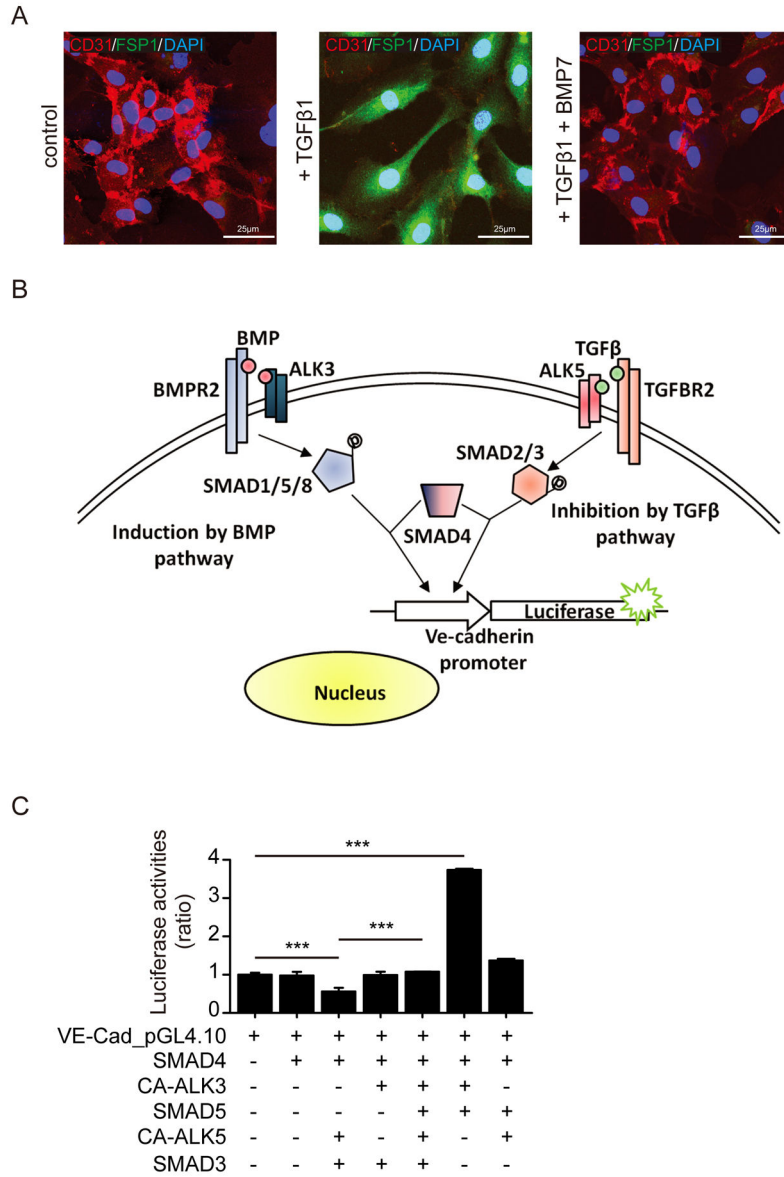 A
control
CD31/FSP1/DAPI
25µm
+ TGFβ1
CD31/FSP1/DAPI
25µm
+ TGFβ1 + BMP7
CD31/FSP1/DAPI
25µm
B
BMP
BMPR2
ALK3
TGFβ
ALK5
TGFBR2
SMAD1/5/8
SMAD2/3
SMAD4
Induction by BMP
pathway
Inhibition by TGFβ
pathway
Luciferase
Ve-cadherin
promoter
Nucleus
C
Luciferase activities
(ratio)
4
3
2
1
0
***
***
***
VE-Cad_pGL4.10 + + + + + + +
SMAD4 - + + + + + +
CA-ALK3 - - - + + + -
SMAD5 - - - - + + +
CA-ALK5 - - + - + - +
SMAD3 - - + + + - -